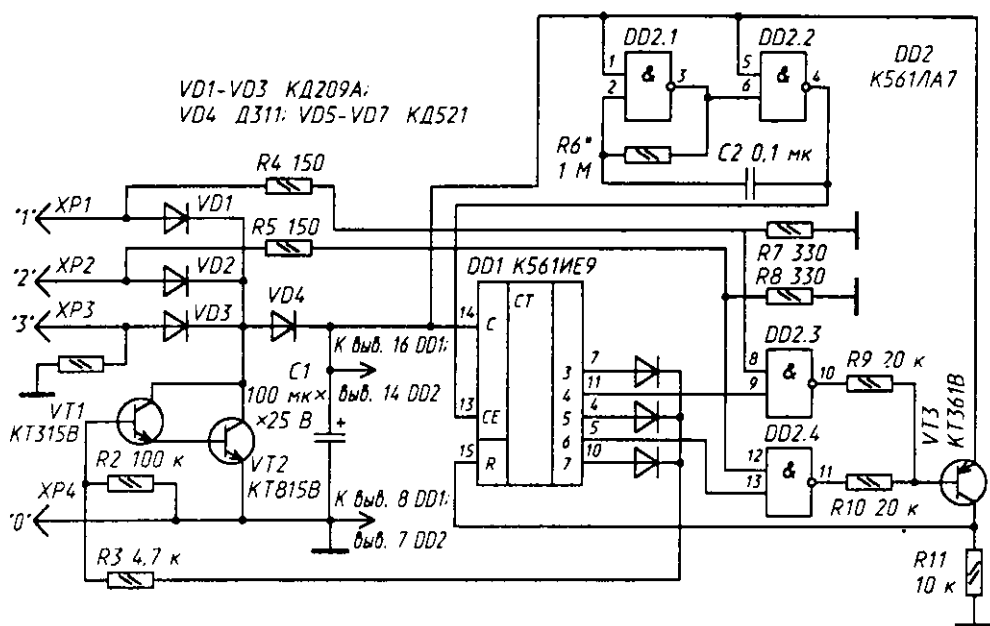 DD2.1
DD2.2
DD2
К561ЛА7
1
2
&
3
5
6
&
4
VD1-VD3 КД209А;
VD4 Д311; VD5-VD7 КД521
R6*
1 М
C2 0,1 мк
R4 150
"1"
XP1
VD1
R5 150
R7 330
"2"
XP2
VD2
R8 330
DD1 К561ИЕ9
"3"
XP3
VD3
VD4
14
C
CT
К выв. 16 DD1;
выв. 14 DD2
C1
100 мк×
×25 В
+
13
CE
15
R
3
7
4
11
5
4
6
5
7
10
DD2.3
8
9
&
10
R9 20 к
DD2.4
12
13
&
11
R10 20 к
VT3
КТ361В
VT1
КТ315В
R2 100 к
VT2
КТ815В
XP4
"0"
К выв. 8 DD1;
выв. 7 DD2
R3 4,7 к
R11
10 к